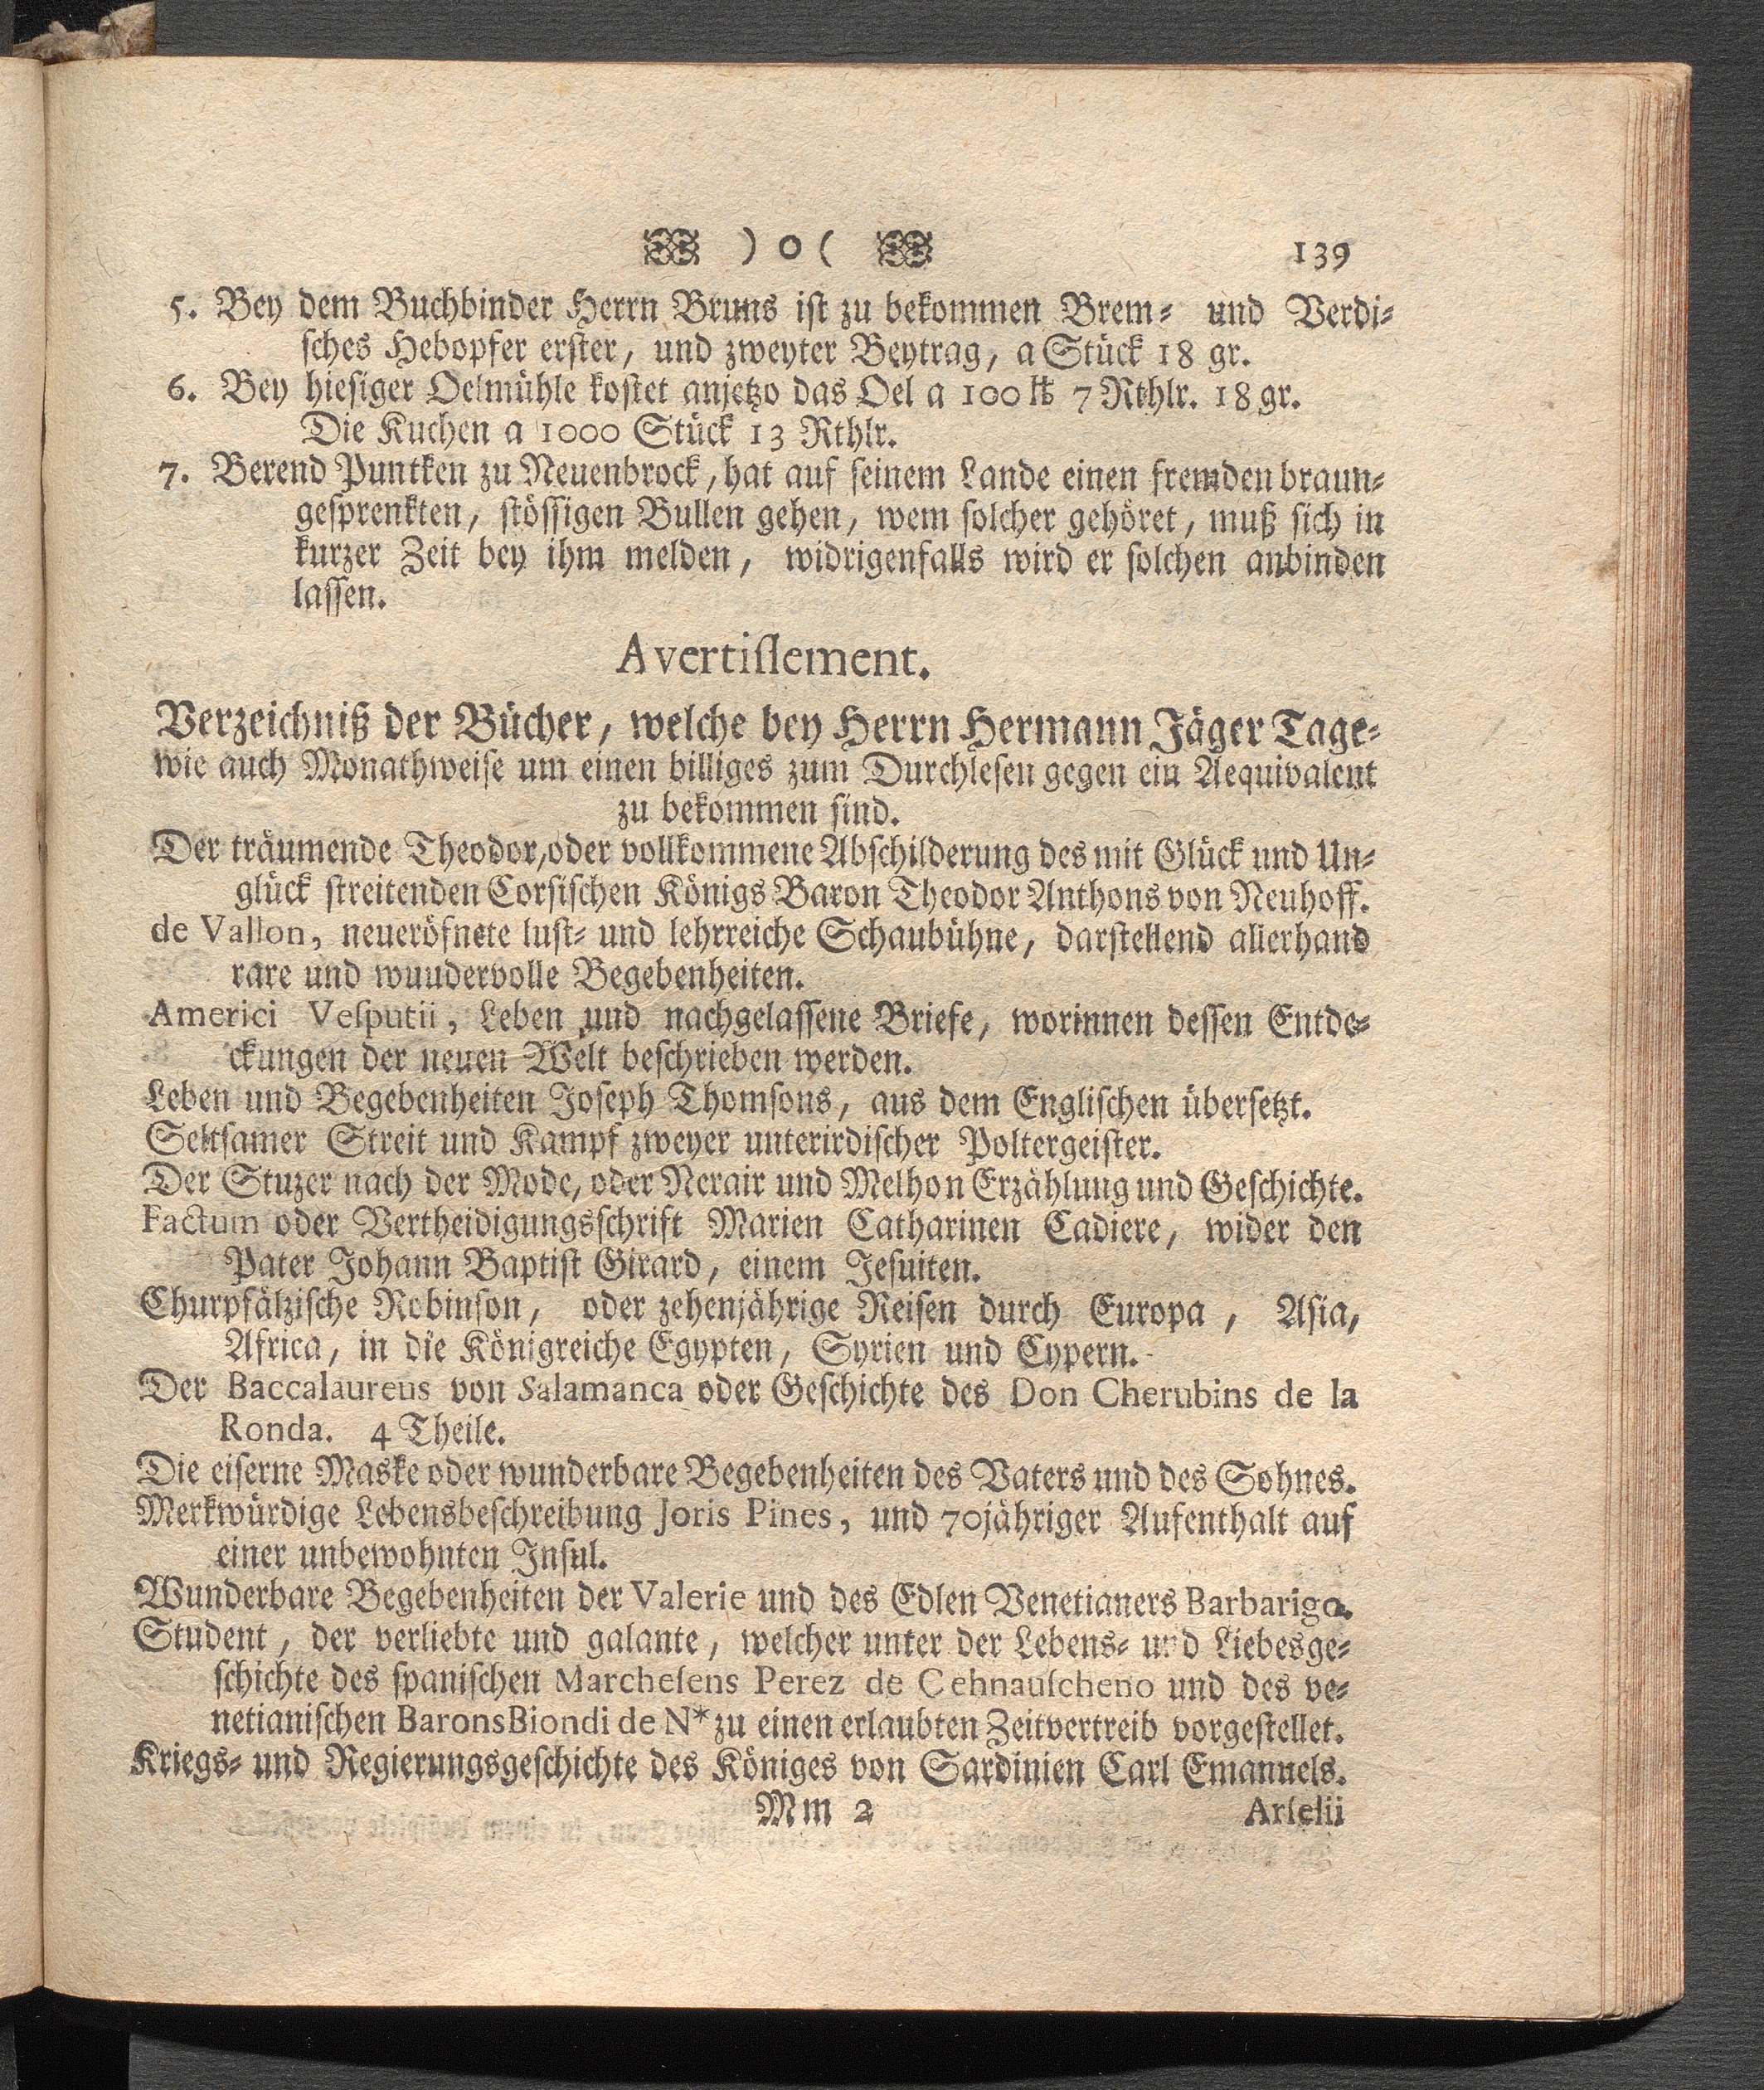 ) o ( 139
5. Bey dem Buchbinder Herrn Bruns ist zu bekommen Brem- und Verdi-
sches Hebopfer erster, und zweyter Beytrag, a Stück 18 gr.
6. Bey hiesiger Oelmühle kostet anjetzo das Oel a 100 ℔ 7 Rthlr. 18 gr.
Die Kuchen a 1000 Stück 13 Rthlr.
7. Berend Puntken zu Neuenbrock, hat auf seinem Lande einen fremden braun-
gesprenkten, stössigen Bullen gehen, wem solcher gehöret, muß sich in
kurzer Zeit bey ihm melden, widrigenfalls wird er solchen anbinden
lassen.
Avertissement.
Verzeichniß der Bücher, welche bey Herrn Hermann Jäger Tage-
wie auch Monathweise um einen billiges zum Durchlesen gegen ein Aequivalent
zu bekommen sind.
Der träumende Theodor, oder vollkommene Abschilderung des mit Glück und Un-
glück streitenden Corsischen Königs Baron Theodor Anthons von Neuhoff.
de Vallon, neueröfnete lust- und lehrreiche Schaubühne, darstellend allerhand
rare und wuudervolle Begebenheiten.
Americi Vesputii, Leben und nachgelassene Briefe, worinnen dessen Entde-
ckungen der neuen Welt beschrieben werden.
Leben und Begebenheiten Joseph Thomsons, aus dem Englischen übersetzt.
Seltsamer Streit und Kampf zweyer unterirdischer Poltergeister.
Der Stuzer nach der Mode, oder Nerair und Melhon Erzählung und Geschichte.
Factum oder Vertheidigungsschrift Marien Catharinen Cadiere, wider den
Pater Johann Baptist Girard, einem Jesuiten.
Churpfälzische Robinson, oder zehenjährige Reisen durch Europa, Asia,
Africa, in die Königreiche Egypten, Syrien und Cypern.
Der Baccalaureus von Salamanca oder Geschichte des Don Cherubins de la
Ronda. 4 Theile.
Die eiserne Maske oder wunderbare Begebenheiten des Vaters und des Sohnes.
Merkwürdige Lebensbeschreibung Joris Pines, und 70jähriger Aufenthalt auf
einer unbewohnten Insul.
Wunderbare Begebenheiten der Valerie und des Edlen Venetianers Barbarigo.
Student, der verliebte und galante, welcher unter der Lebens- und Liebesge-
schichte des spanischen Marchesens Perez de Cehnauscheno und des ve-
netianischen Barons Biondi de N* zu einen erlaubten Zeitvertreib vorgestellet.
Kriegs- und Regierungsgeschichte des Königes von Sardinien Carl Emanuels.
Mm 2 Arselii